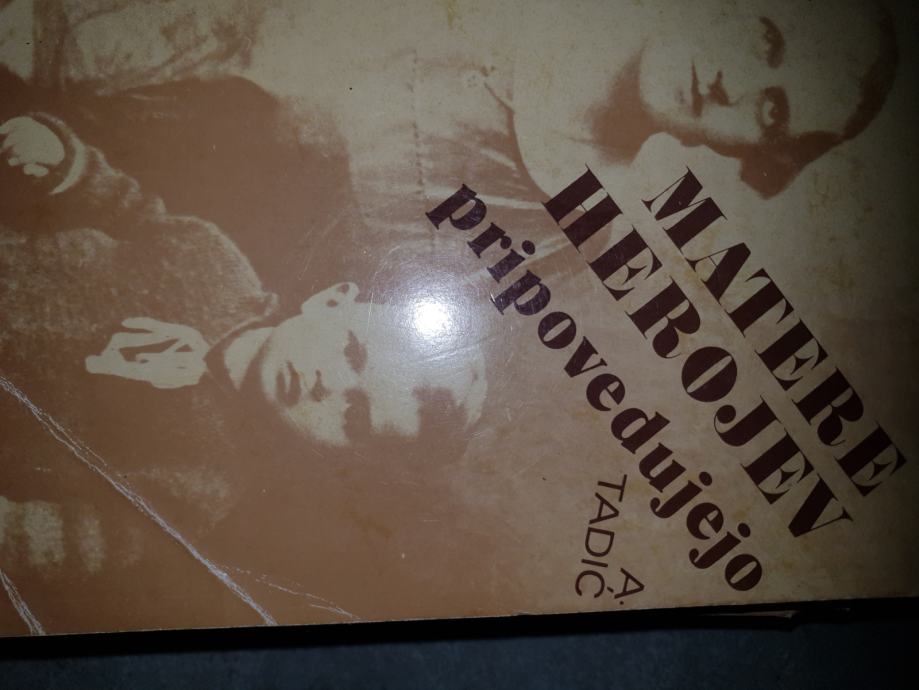 A. TADIĆ
MATERE
HEROJEV
pripovedujejo